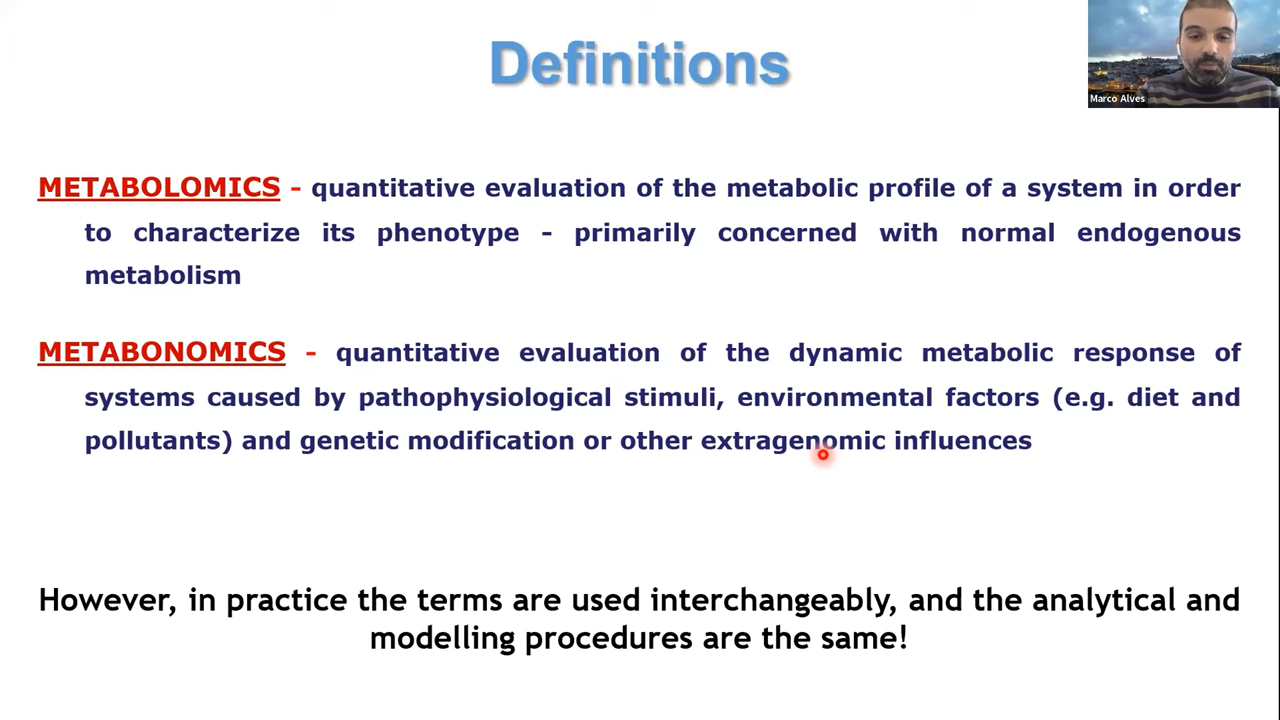 Definitions
Marco Alves
METABOLOMICS - quantitative evaluation of the metabolic profile of a system in order
to characterize its phenotype - primarily concerned with normal endogenous
metabolism
METABONOMICS - quantitative evaluation of the dynamic metabolic response of
systems caused by pathophysiological stimuli, environmental factors (e.g. diet and
pollutants) and genetic modification or other extragenomic influences
However, in practice the terms are used interchangeably, and the analytical and
modelling procedures are the same!